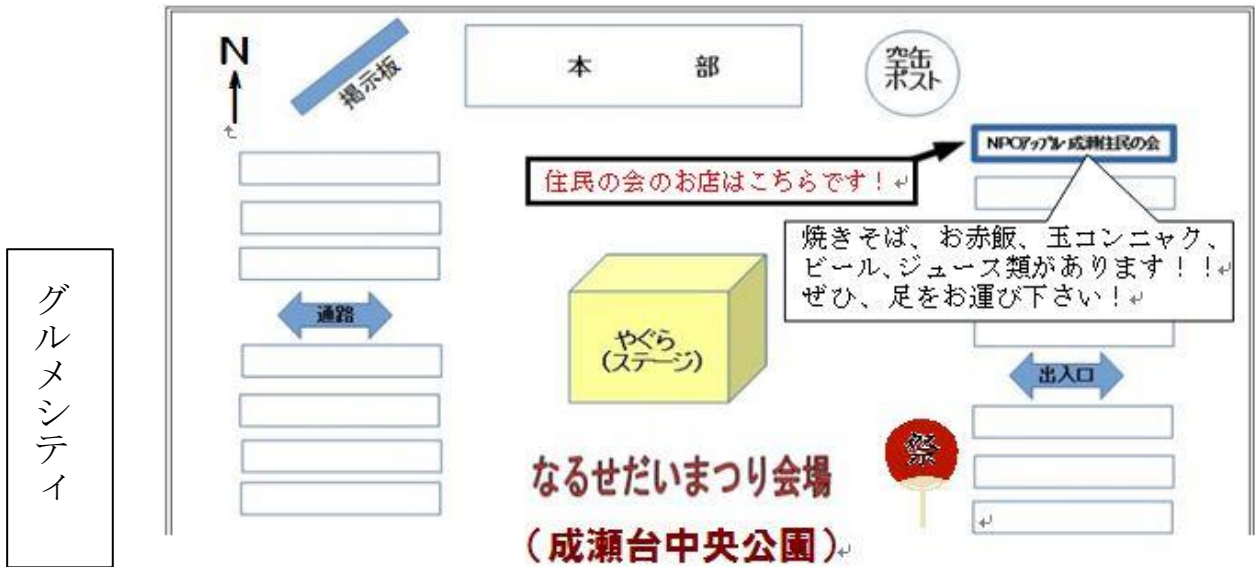 N
掲示板
本 部
空缶
ポスト
NPOアップル成瀬住民の会
住民の会のお店はこちらです！
焼きそば、お赤飯、玉コンニャク、
ビール、ジュース類があります！！
ぜひ、足をお運び下さい！
グルメシティ
通路
やぐら
(ステージ)
出入口
祭
なるせだいまつり会場
(成瀬台中央公園)